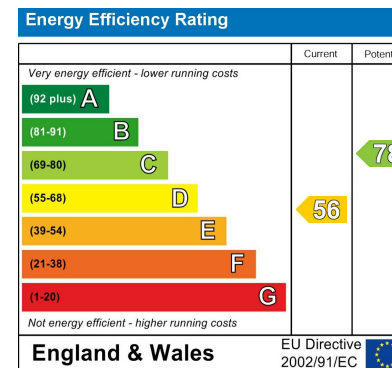 Energy Efficiency Rating
Current
Very energy efficient - lower running costs
(92 plus) A
(81-91) B
(69-80) C
78
(55-68) D
56
(39-54) E
(21-38) F
(1-20) G
Not energy efficient - higher running costs
England & Wales
EU Directive
2002/91/EC